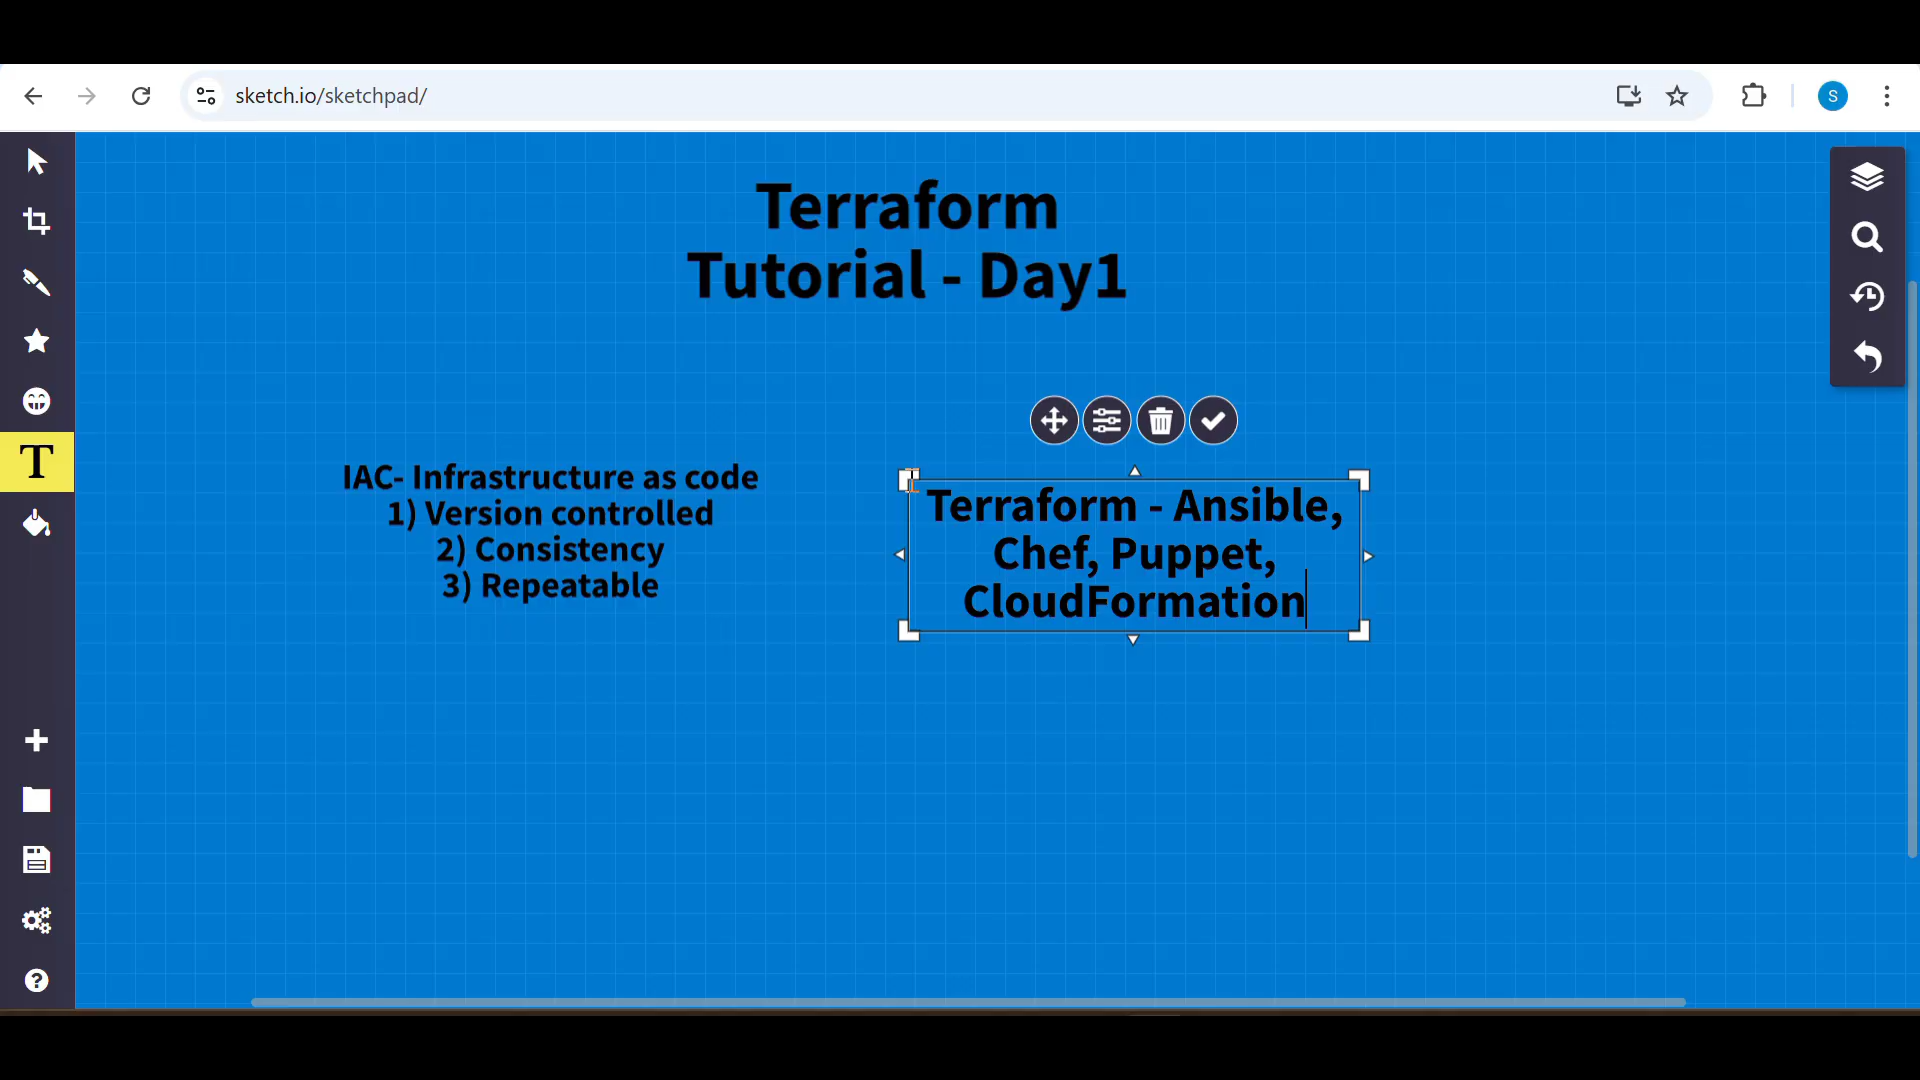 sketch.io/sketchpad/
S
Terraform
Tutorial - Day1
T
IAC- Infrastructure as code
1) Version controlled
2) Consistency
3) Repeatable
Terraform - Ansible,
Chef, Puppet,
CloudFormation